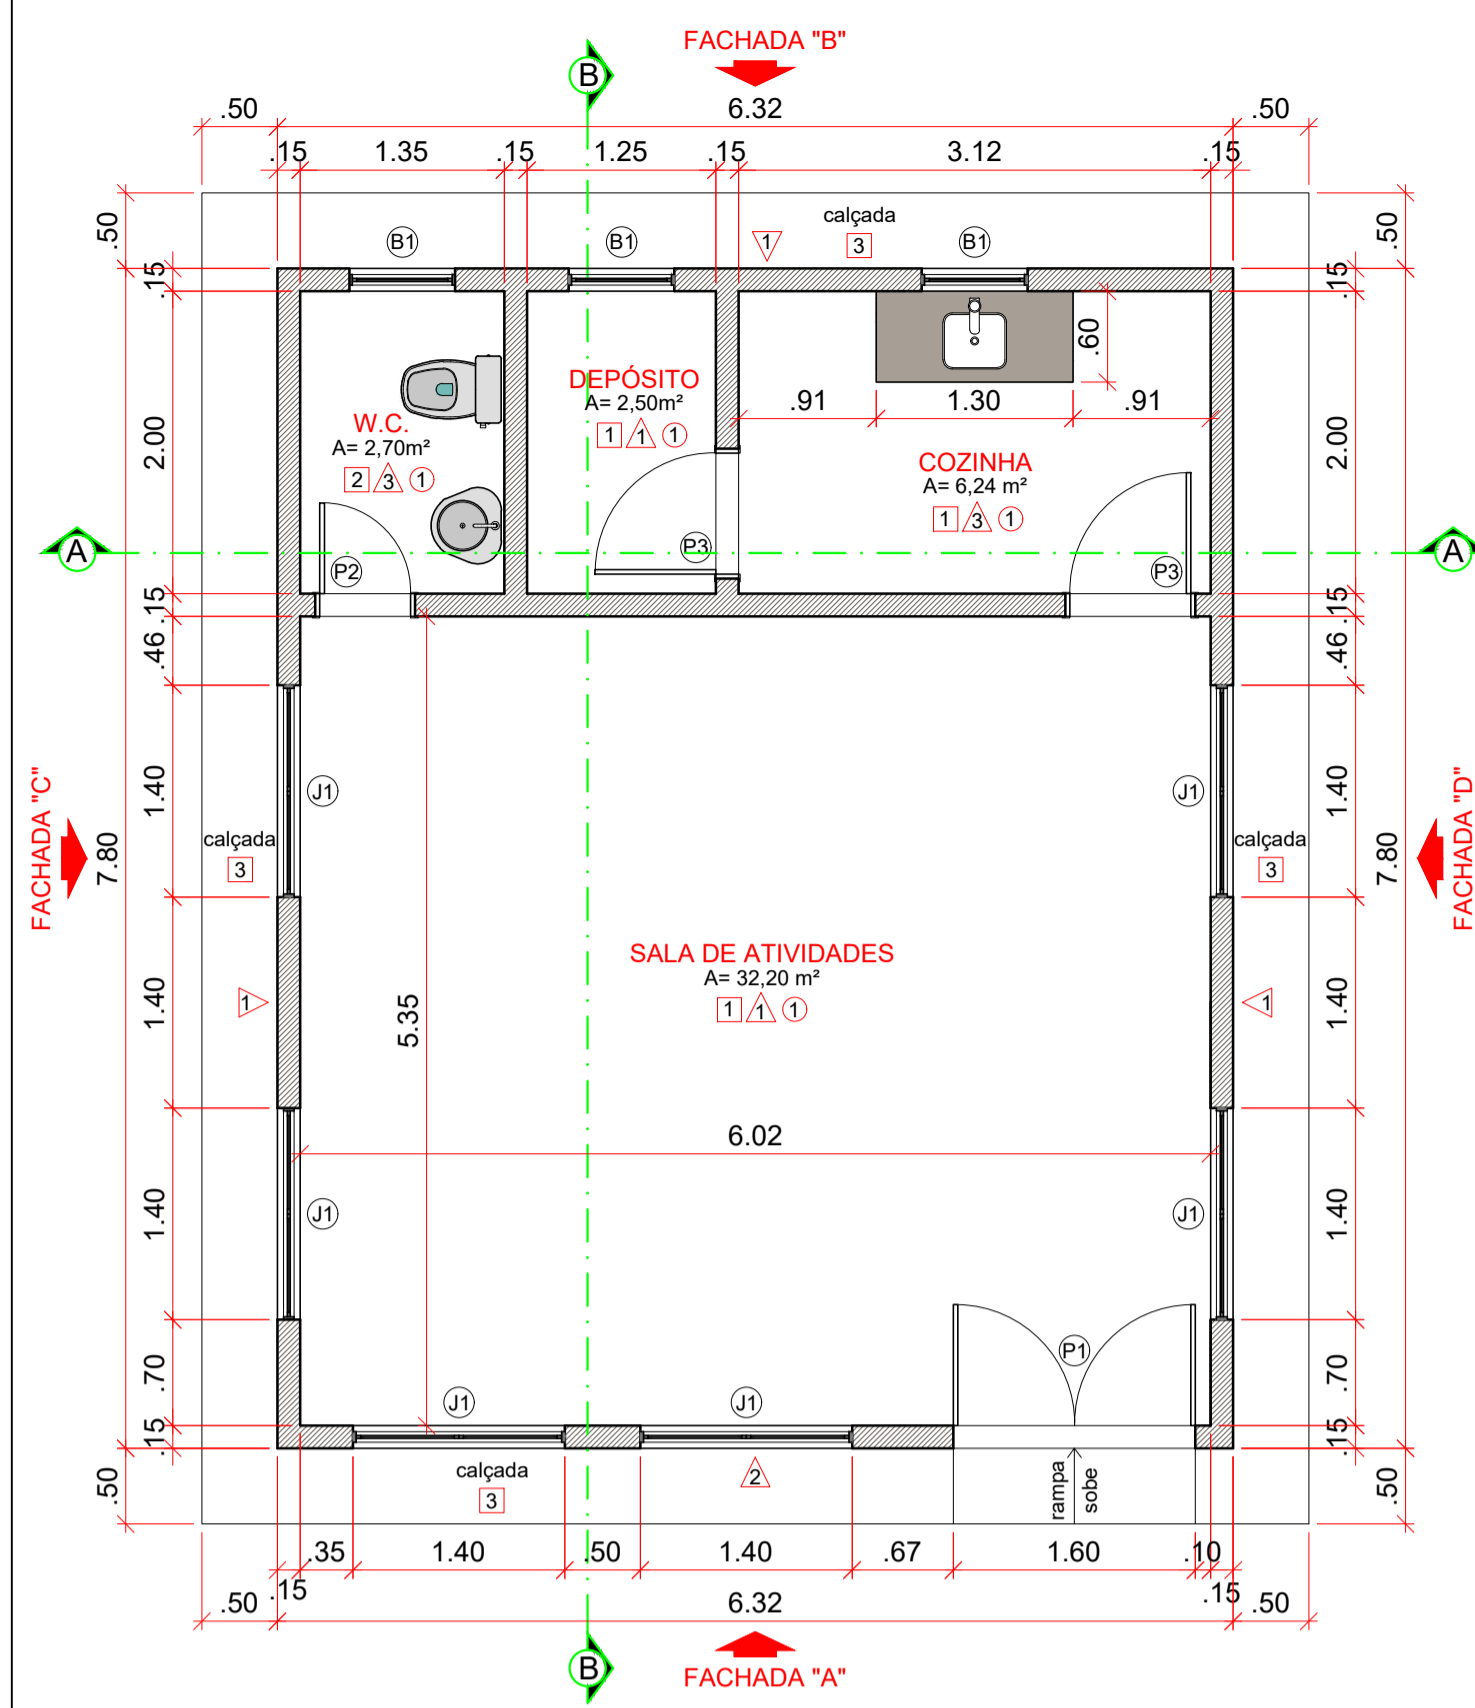 FACHADA "B"
B
.50
6.32
.50
.15
1.35
.15
1.25
.15
3.12
.15
.50
calçada
.50
B1
B1
1
3
B1
.15
.15
.60
DEPÓSITO
A= 2,50m²
1 1 1
.91
1.30
.91
W.C.
A= 2,70m²
2 3 1
2.00
2.00
COZINHA
A= 6,24 m²
1 3 1
A
A
P3
P2
P3
.15
.15
.46
.46
1.40
J1
J1
1.40
FACHADA "C"
7.80
calçada
3
calçada
3
7.80
FACHADA "D"
SALA DE ATIVIDADES
A= 32,20 m²
1 1 1
1.40
1
5.35
1
1.40
6.02
1.40
J1
J1
1.40
P1
.70
.70
J1
J1
.15
.15
calçada
3
2
rampa
sobe
.50
.50
.35
1.40
.50
1.40
.67
1.60
.10
.15
.15
.50
6.32
.50
B
FACHADA "A"